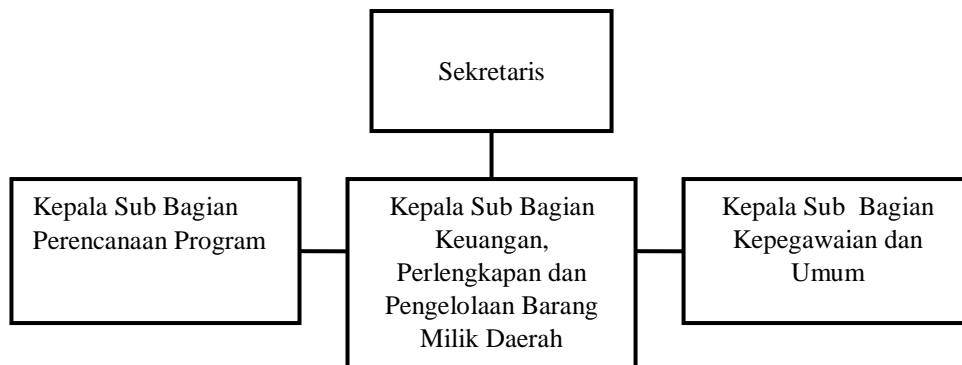 Sekretaris
Kepala Sub Bagian
Perencanaan Program
Kepala Sub Bagian
Keuangan,
Perlengkapan dan
Pengelolaan Barang
Milik Daerah
Kepala Sub  Bagian
Kepegawaian dan
Umum